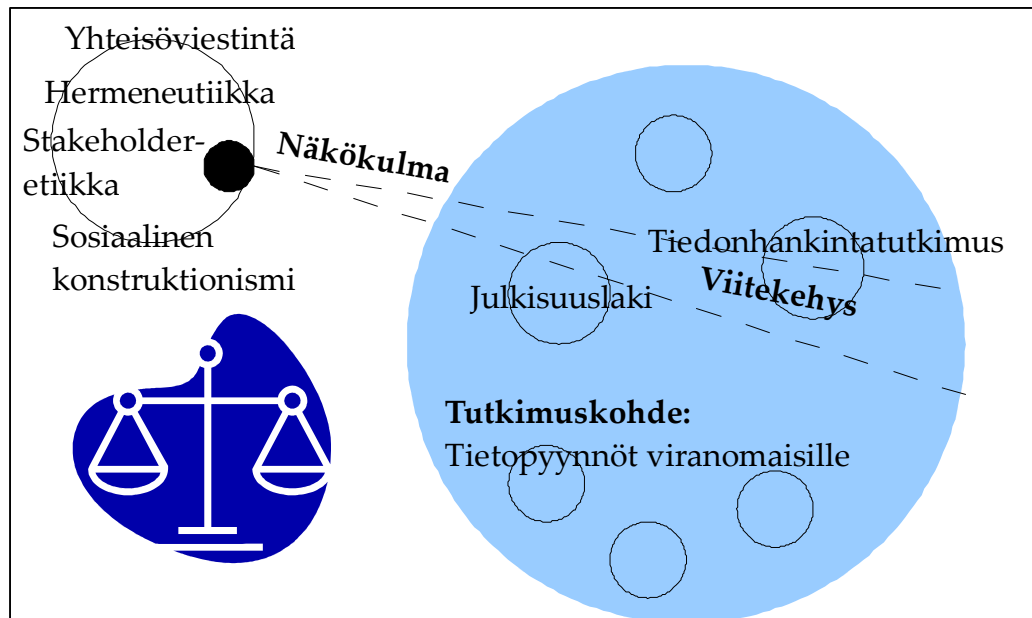 Yhteisöviestintä
Hermeneutiikka
Stakeholder-
etiikka
Sosiaalinen
konstruktionismi
Näkökulma
Tiedonhankintatutkimus
Viitekehys
Julkisuuslaki
Tutkimuskohde:
Tietopyynnöt viranomaisille